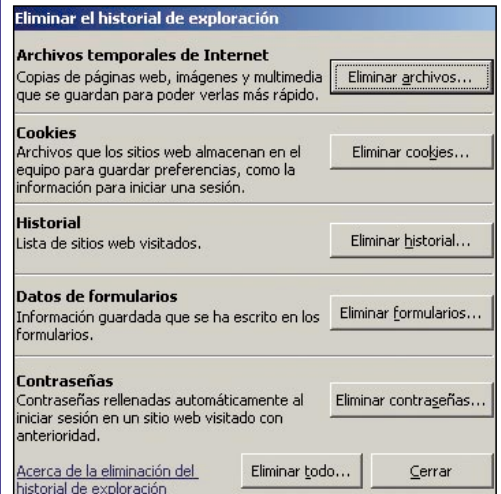 Eliminar el historial de exploración
Archivos temporales de Internet
Copias de páginas web, imágenes y multimedia
que se guardan para poder verlas más rápido.
Eliminar archivos...
Cookies
Archivos que los sitios web almacenan en el
equipo para guardar preferencias, como la
información para iniciar una sesión.
Eliminar cookies...
Historial
Lista de sitios web visitados.
Eliminar historial...
Datos de formularios
Información guardada que se ha escrito en los
formularios.
Eliminar formularios...
Contraseñas
Contraseñas rellenadas automáticamente al
iniciar sesión en un sitio web visitado con
anterioridad.
Eliminar contraseñas...
Acerca de la eliminación del
historial de exploración
Eliminar todo...
Cerrar